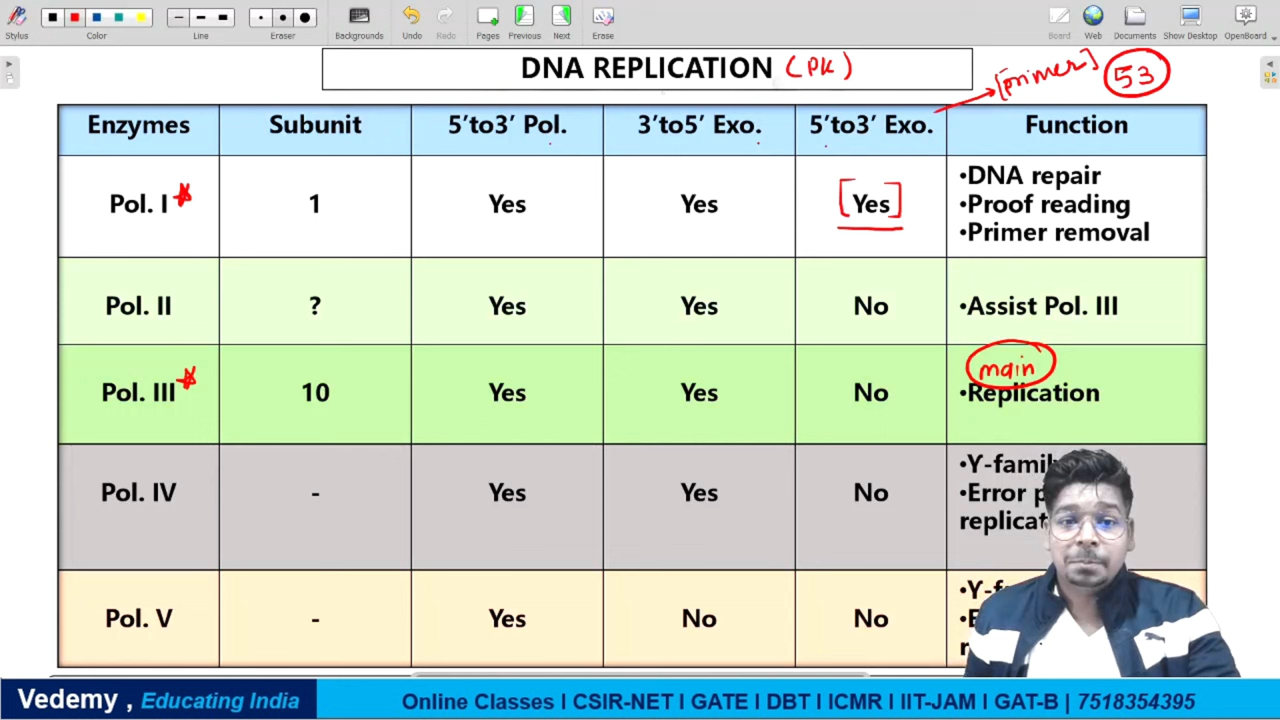 Stylus
Color
Line
Eraser
Backgrounds
Undo
Redo
Pages
Previous
Next
Erase
Board
Web
Documents
Show Desktop
OpenBoard
DNA REPLICATION (PK)
[primer]
53
Enzymes Subunit 5'to3' Pol. 3'to5' Exo. 5'to3' Exo. Function
Pol. I 1 Yes Yes [Yes]
•DNA repair
•Proof reading
•Primer removal
Pol. II ? Yes Yes No •Assist Pol. III
main
Pol. III 10 Yes Yes No •Replication
Pol. IV - Yes Yes No
•Y-family
•Error
Pol. V - Yes No No
Vedemy , Educating India
Online Classes I CSIR-NET I GATE I DBT I ICMR I IIT-JAM I GAT-B | 7518354395